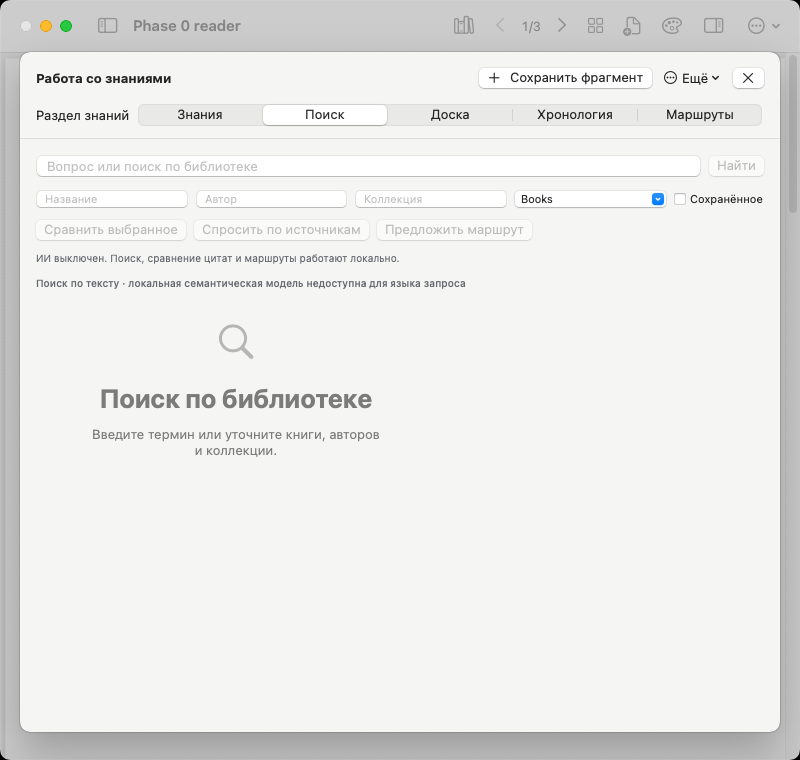 Phase 0 reader
1/3
Работа со знаниями
Сохранить фрагмент
Ещё
Раздел знаний
Знания
Поиск
Доска
Хронология
Маршруты
Вопрос или поиск по библиотеке
Найти
Название
Автор
Коллекция
Books
Сохранённое
Сравнить выбранное
Спросить по источникам
Предложить маршрут
ИИ выключен. Поиск, сравнение цитат и маршруты работают локально.
Поиск по тексту · локальная семантическая модель недоступна для языка запроса
Поиск по библиотеке
Введите термин или уточните книги, авторов
и коллекции.